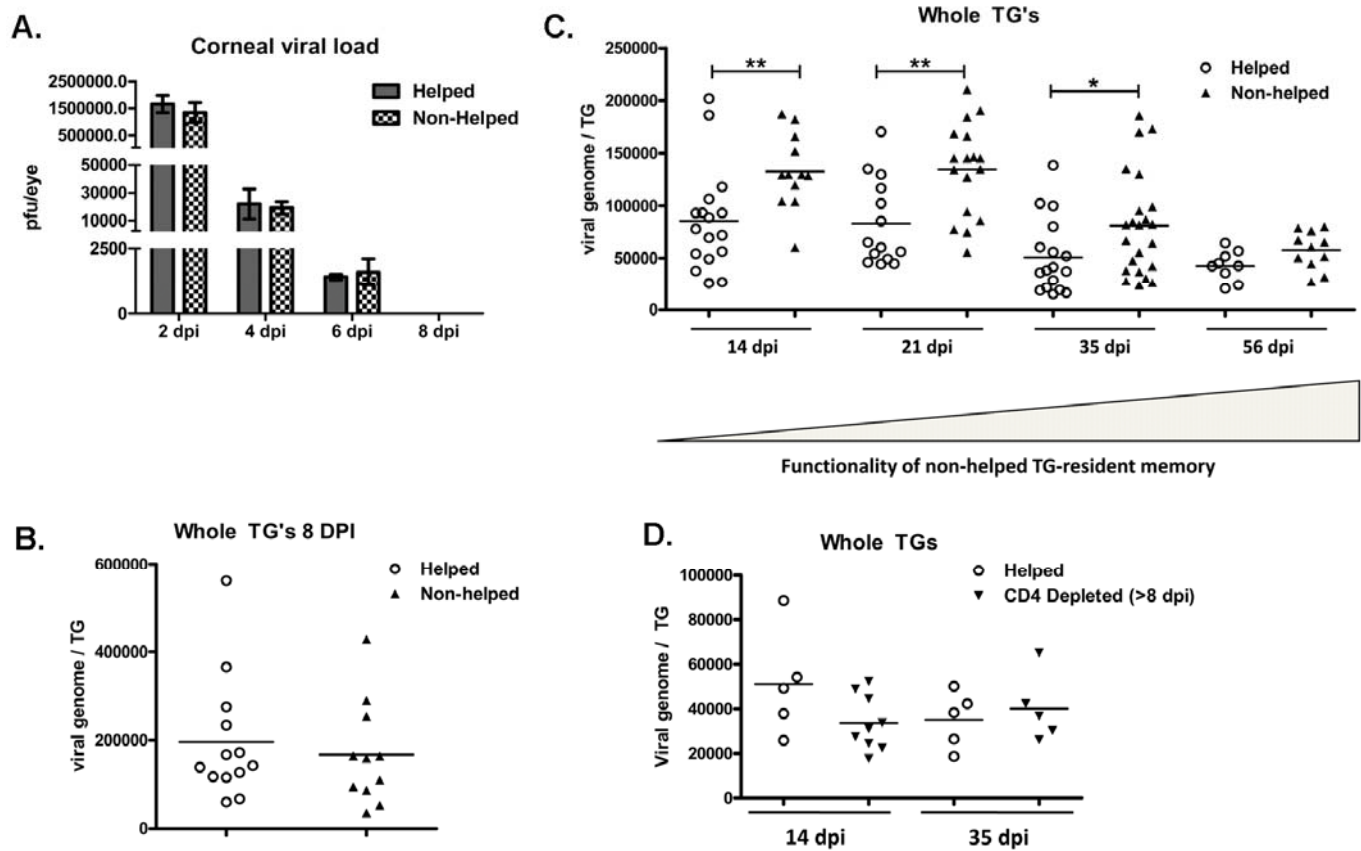 A.
Corneal viral load
Helped
Non-Helped
pfu/eye
2500000.0
1500000.0
500000.0
50000
30000
10000
2500
0
2 dpi 4 dpi 6 dpi 8 dpi
C.
Whole TG's
Helped
Non-helped
viral genome / TG
250000
200000
150000
100000
50000
0
** ** *
14 dpi 21 dpi 35 dpi 56 dpi
Functionality of non-helped TG-resident memory
B.
Whole TG's 8 DPI
Helped
Non-helped
viral genome / TG
600000
400000
200000
0
D.
Whole TGs
Helped
CD4 Depleted (>8 dpi)
Viral genome / TG
100000
80000
60000
40000
20000
0
14 dpi 35 dpi